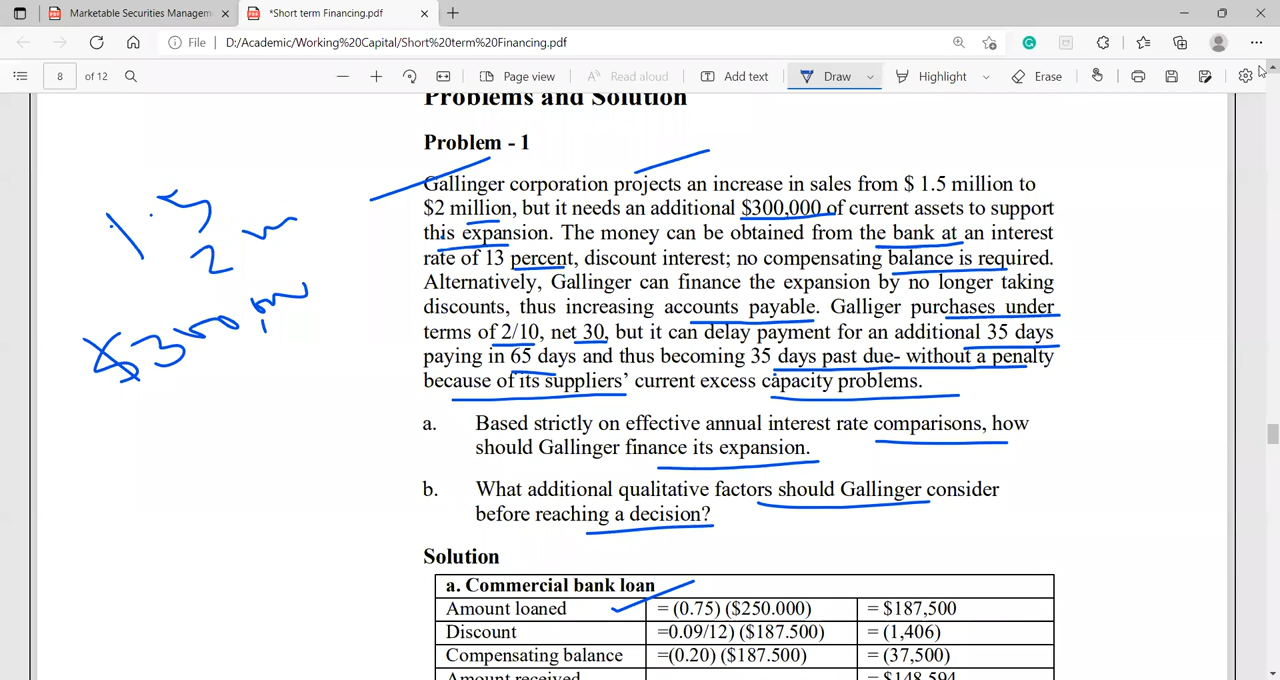 Marketable Securities Managem
*Short term Financing.pdf
File
D:/Academic/Working%20Capital/Short%20term%20Financing.pdf
8 of 12
Page view
Read aloud
Add text
Draw
Highlight
Erase
Problems and Solution
Problem - 1
Gallinger corporation projects an increase in sales from $ 1.5 million to
$2 million, but it needs an additional $300,000 of current assets to support
this expansion. The money can be obtained from the bank at an interest
rate of 13 percent, discount interest; no compensating balance is required.
Alternatively, Gallinger can finance the expansion by no longer taking
discounts, thus increasing accounts payable. Galliger purchases under
terms of 2/10, net 30, but it can delay payment for an additional 35 days
paying in 65 days and thus becoming 35 days past due- without a penalty
because of its suppliers' current excess capacity problems.
1.5
2 m
$300,000
a. Based strictly on effective annual interest rate comparisons, how
should Gallinger finance its expansion.
b. What additional qualitative factors should Gallinger consider
before reaching a decision?
Solution
a. Commercial bank loan
Amount loaned = (0.75) ($250.000) = $187,500
Discount =0.09/12) ($187.500) = (1,406)
Compensating balance =(0.20) ($187.500) = (37,500)
Amount received = $148,594